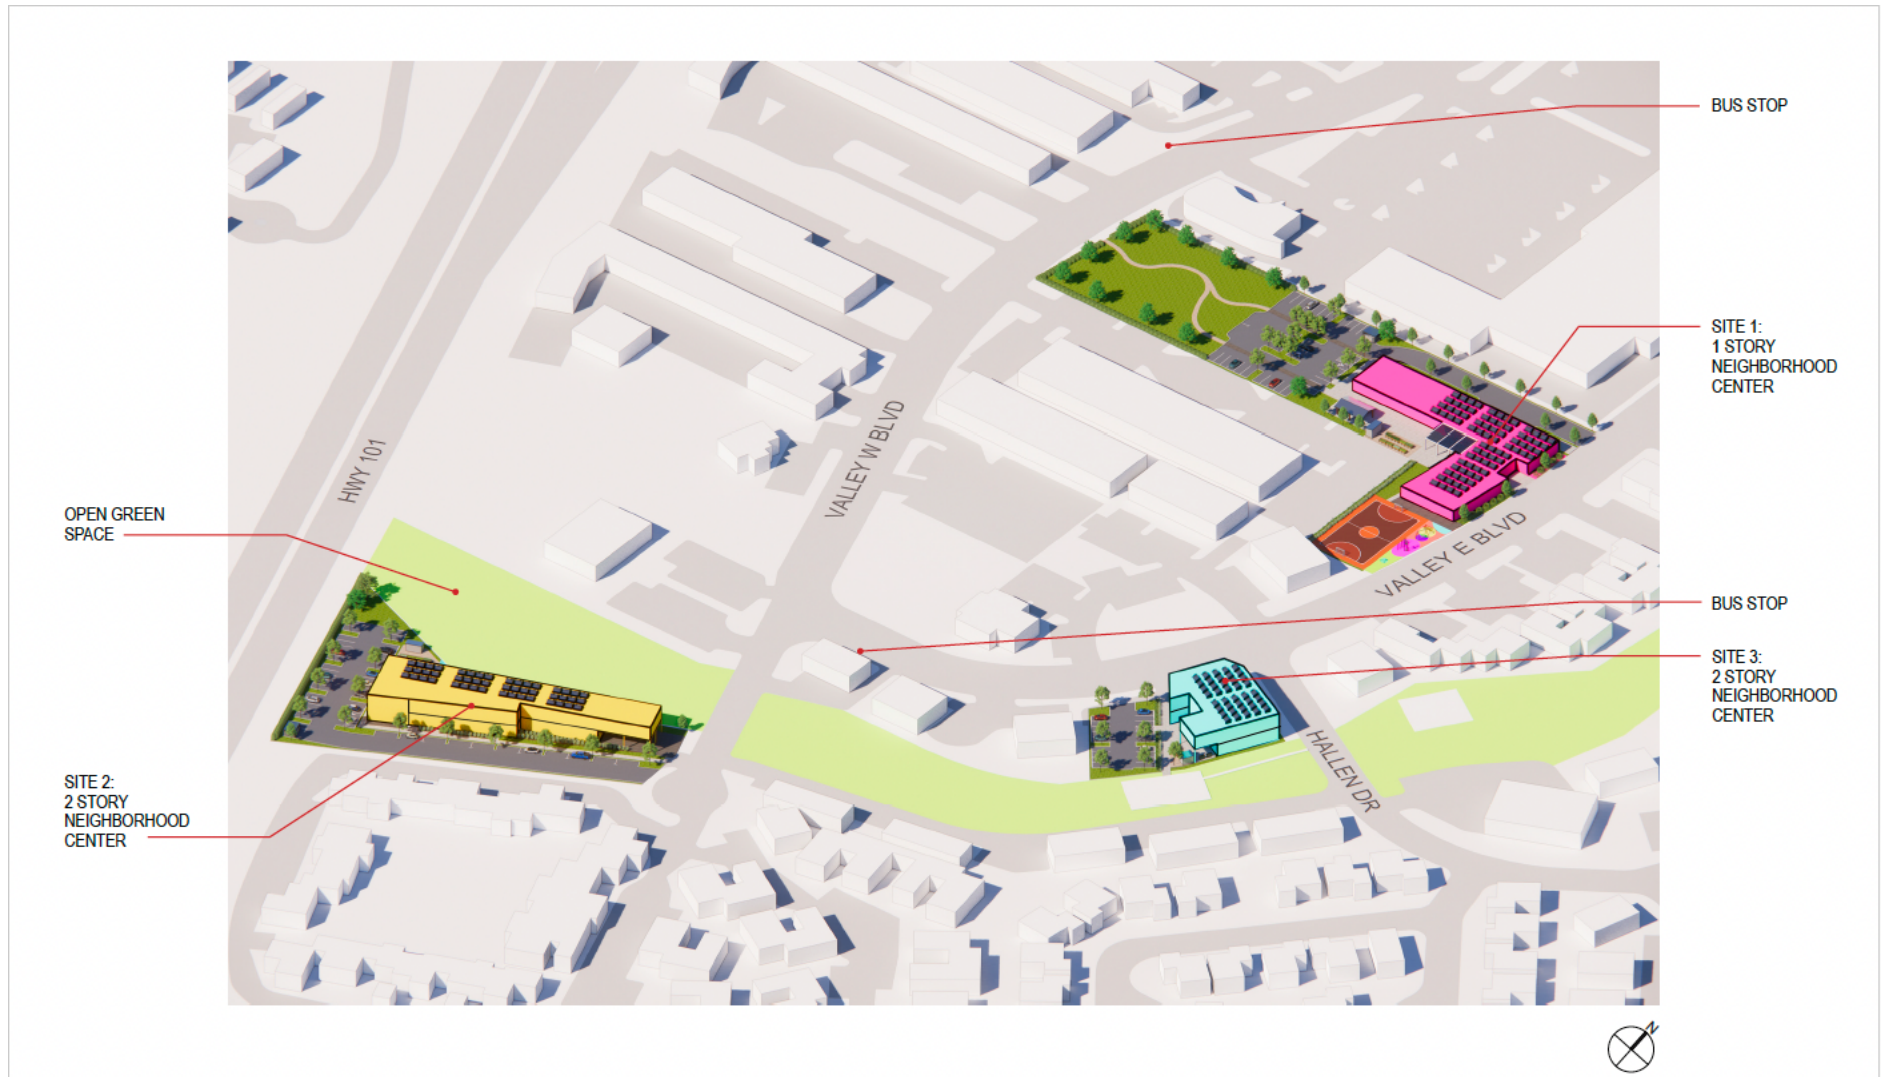 BUS STOP
SITE 1:
1 STORY
NEIGHBORHOOD
CENTER
HWY 101
VALLEY W BLVD
OPEN GREEN
SPACE
VALLEY E BLVD
BUS STOP
SITE 3:
2 STORY
NEIGHBORHOOD
CENTER
HALLEN DR
SITE 2:
2 STORY
NEIGHBORHOOD
CENTER
N